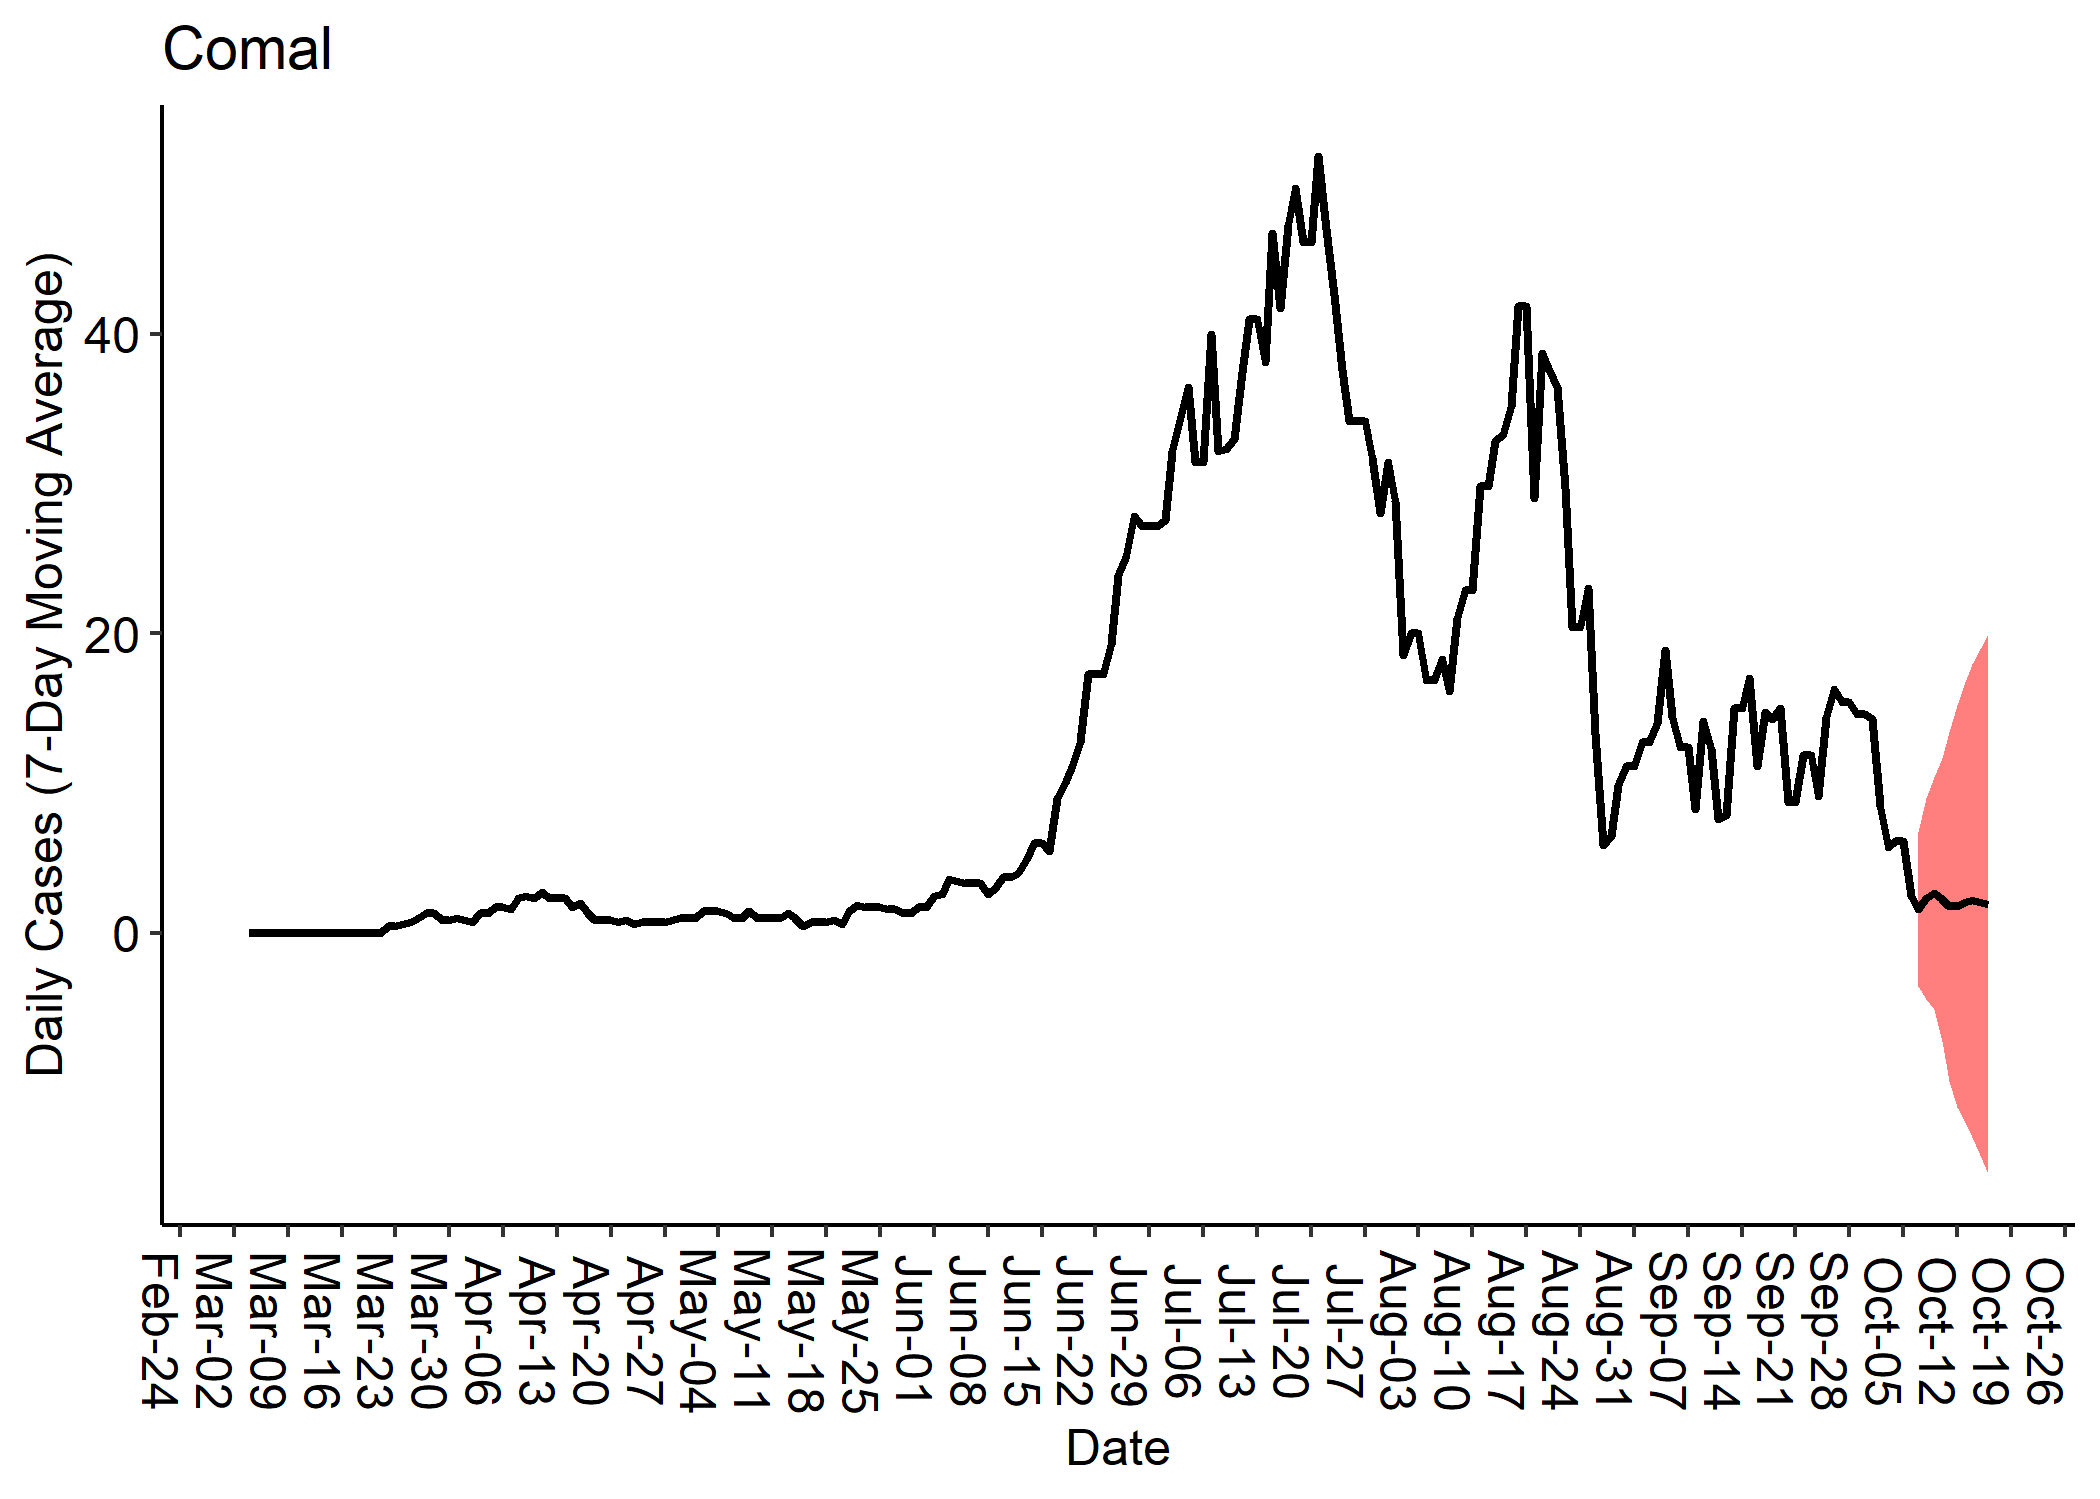 Comal
Daily Cases (7-Day Moving Average)
40
20
0
Feb-24
Mar-02
Mar-09
Mar-16
Mar-23
Mar-30
Apr-06
Apr-13
Apr-20
Apr-27
May-04
May-11
May-18
May-25
Jun-01
Jun-08
Jun-15
Jun-22
Jun-29
Jul-06
Jul-13
Jul-20
Jul-27
Aug-03
Aug-10
Aug-17
Aug-24
Aug-31
Sep-07
Sep-14
Sep-21
Sep-28
Oct-05
Oct-12
Oct-19
Oct-26
Date